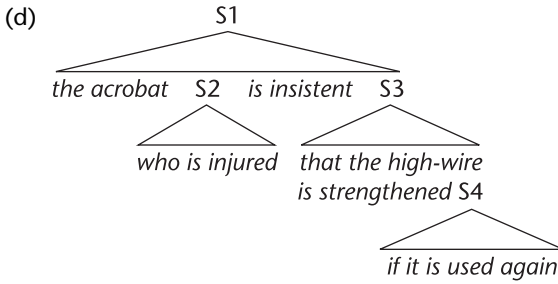 (d)
S1
the acrobat S2 is insistent S3
who is injured that the high-wire
is strengthened S4
if it is used again